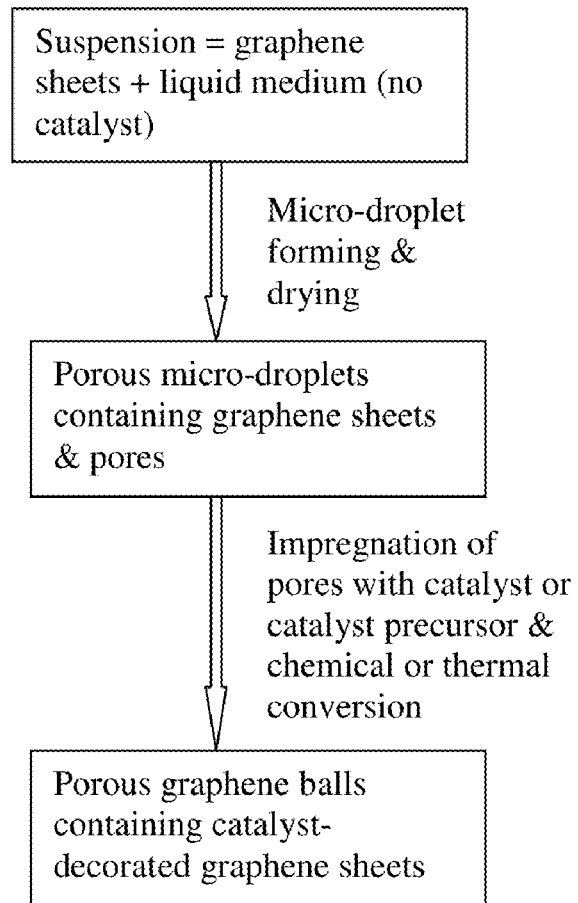 Suspension = graphene
sheets + liquid medium (no
catalyst)
Micro-droplet
forming &
drying
Porous micro-droplets
containing graphene sheets
& pores
Impregnation of
pores with catalyst or
catalyst precursor &
chemical or thermal
conversion
Porous graphene balls
containing catalyst-
decorated graphene sheets